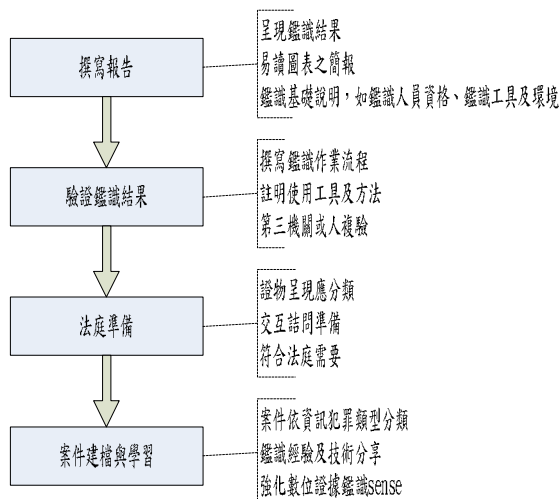 撰寫報告
呈現鑑識結果
易讀圖表之簡報
鑑識基礎說明，如鑑識人員資格、鑑識工具及環境
驗證鑑識結果
撰寫鑑識作業流程
註明使用工具及方法
第三機關或人複驗
法庭準備
證物呈現應分類
交互詰問準備
符合法庭需要
案件建檔與學習
案件依資訊犯罪類型分類
鑑識經驗及技術分享
強化數位證據鑑識sense